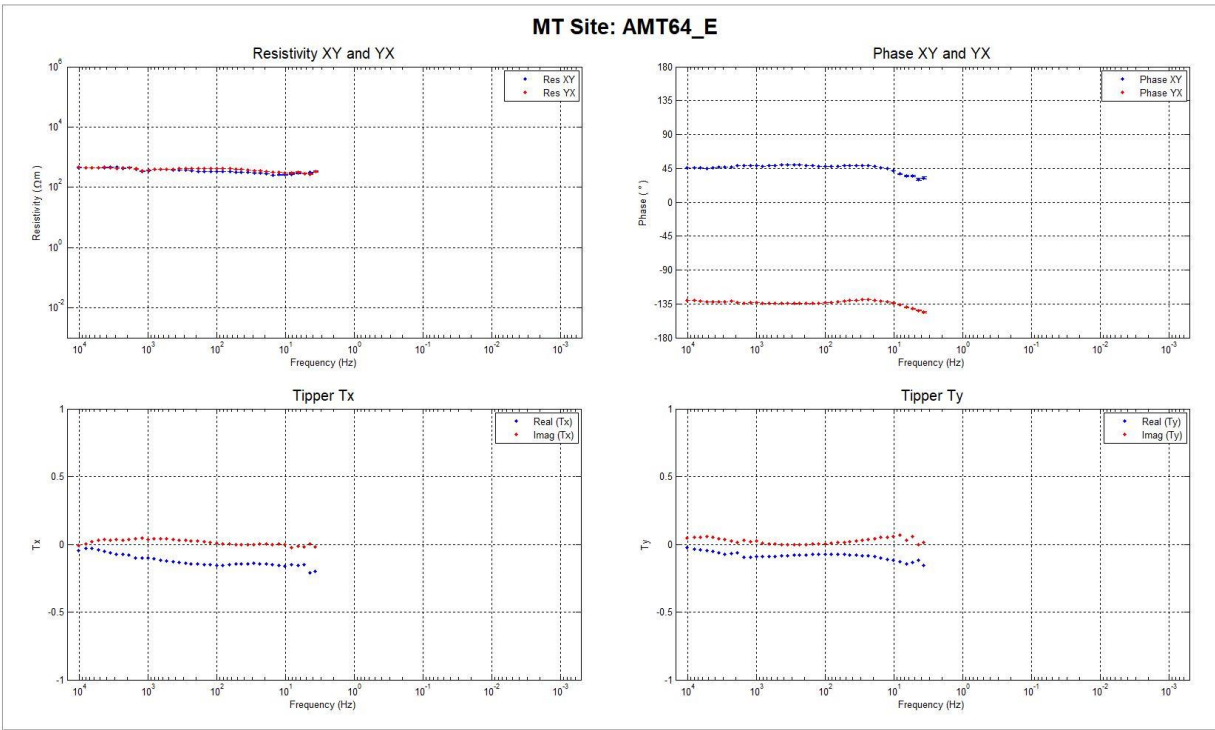 MT Site: AMT64_E
Resistivity XY and YX
10^6
10^4
10^2
10^0
10^-2
Resistivity (Ωm)
Res XY
Res YX
10^4 10^3 10^2 10^1 10^0 10^-1 10^-2 10^-3
Frequency (Hz)
Phase XY and YX
180
135
90
45
0
-45
-90
-135
-180
Phase (°)
Phase XY
Phase YX
10^4 10^3 10^2 10^1 10^0 10^-1 10^-2 10^-3
Frequency (Hz)
Tipper Tx
1
0.5
0
-0.5
-1
Tx
Real (Tx)
Imag (Tx)
10^4 10^3 10^2 10^1 10^0 10^-1 10^-2 10^-3
Frequency (Hz)
Tipper Ty
1
0.5
0
-0.5
-1
Ty
Real (Ty)
Imag (Ty)
10^4 10^3 10^2 10^1 10^0 10^-1 10^-2 10^-3
Frequency (Hz)